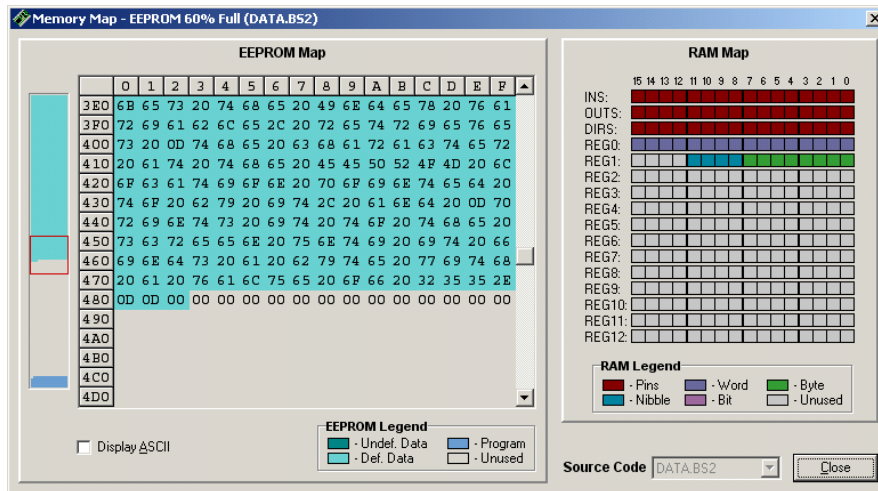 Memory Map - EEPROM 60% Full (DATA.BS2)
EEPROM Map
0 1 2 3 4 5 6 7 8 9 A B C D E F
3E0 6B 65 73 20 74 68 65 20 49 6E 64 65 78 20 76 61
3F0 72 69 61 62 6C 65 2C 20 72 65 74 72 69 65 76 65
400 73 20 0D 74 68 65 20 63 68 61 72 61 63 74 65 72
410 20 61 74 20 74 68 65 20 45 45 50 52 4F 4D 20 6C
420 6F 63 61 74 69 6F 6E 20 70 6F 69 6E 74 65 64 20
430 74 6F 20 62 79 20 69 74 2C 20 61 6E 64 20 0D 70
440 72 69 6E 74 73 20 69 74 20 74 6F 20 74 68 65 20
450 73 63 72 65 65 6E 20 75 6E 74 69 20 69 74 20 66
460 69 6E 64 73 20 61 20 62 79 74 65 20 77 69 74 68
470 20 61 20 76 61 6C 75 65 20 6F 66 20 32 35 35 2E
480 0D 0D 00 00 00 00 00 00 00 00 00 00 00 00 00 00
490
4A0
4B0
4C0
4D0
Display ASCII
EEPROM Legend
- Undef. Data - Program
- Def. Data - Unused
RAM Map
15 14 13 12 11 10 9 8 7 6 5 4 3 2 1 0
INS:
OUTS:
DIRS:
REG0:
REG1:
REG2:
REG3:
REG4:
REG5:
REG6:
REG7:
REG8:
REG9:
REG10:
REG11:
REG12:
RAM Legend
- Pins - Word - Byte
- Nibble - Bit - Unused
Source Code DATA.BS2 Close